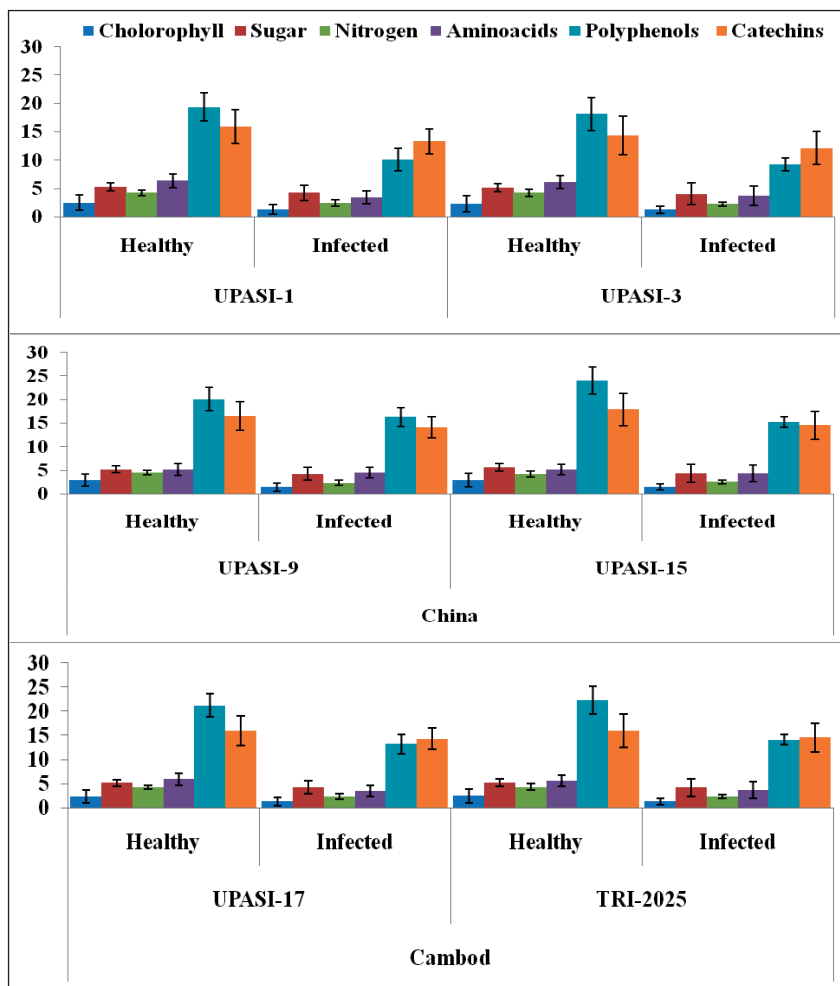 Cholorophyll Sugar Nitrogen Aminoacids Polyphenols Catechins
30
25
20
15
10
5
0
Healthy Infected Healthy Infected
UPASI-1 UPASI-3
30
25
20
15
10
5
0
Healthy Infected Healthy Infected
UPASI-9 UPASI-15
China
30
25
20
15
10
5
0
Healthy Infected Healthy Infected
UPASI-17 TRI-2025
Cambod